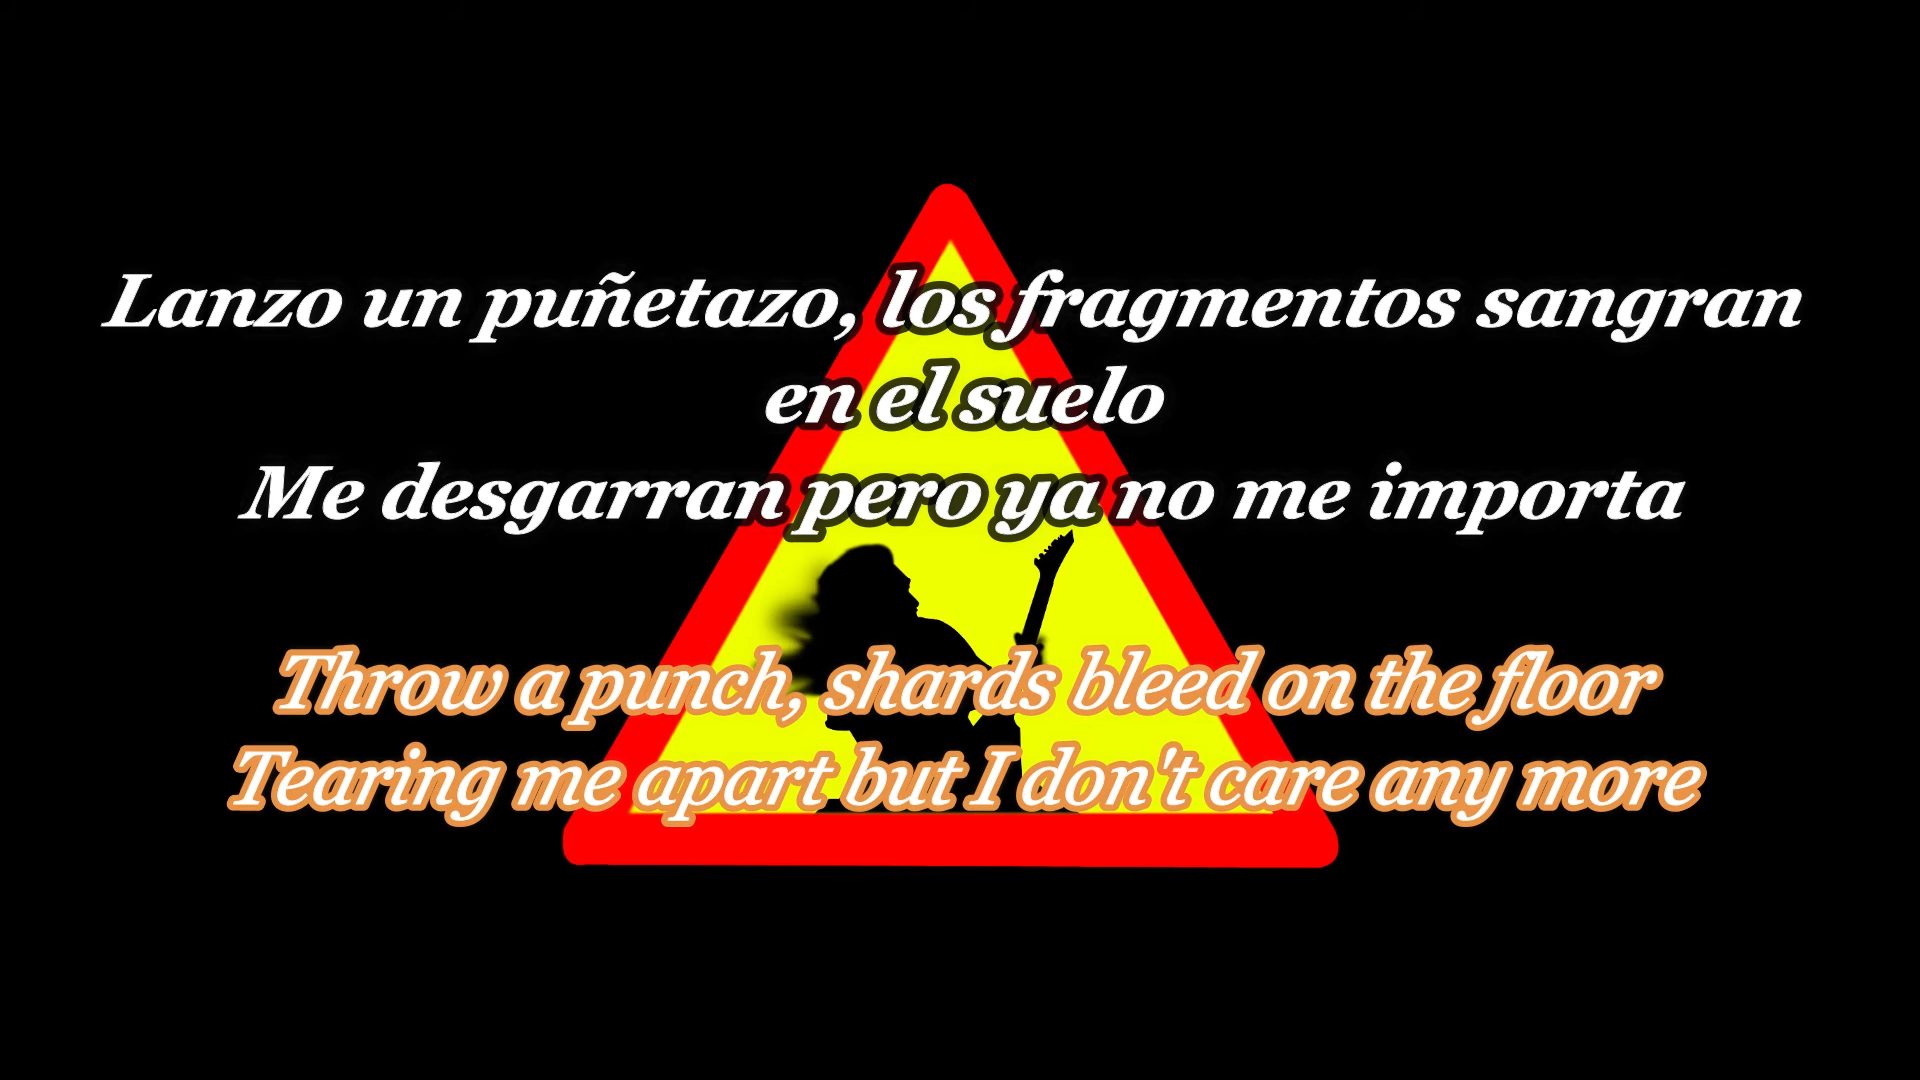 Lanzo un puñetazo, los fragmentos sangran
en el suelo
Me desgarran pero ya no me importa
Throw a punch, shards bleed on the floor
Tearing me apart but I don't care any more